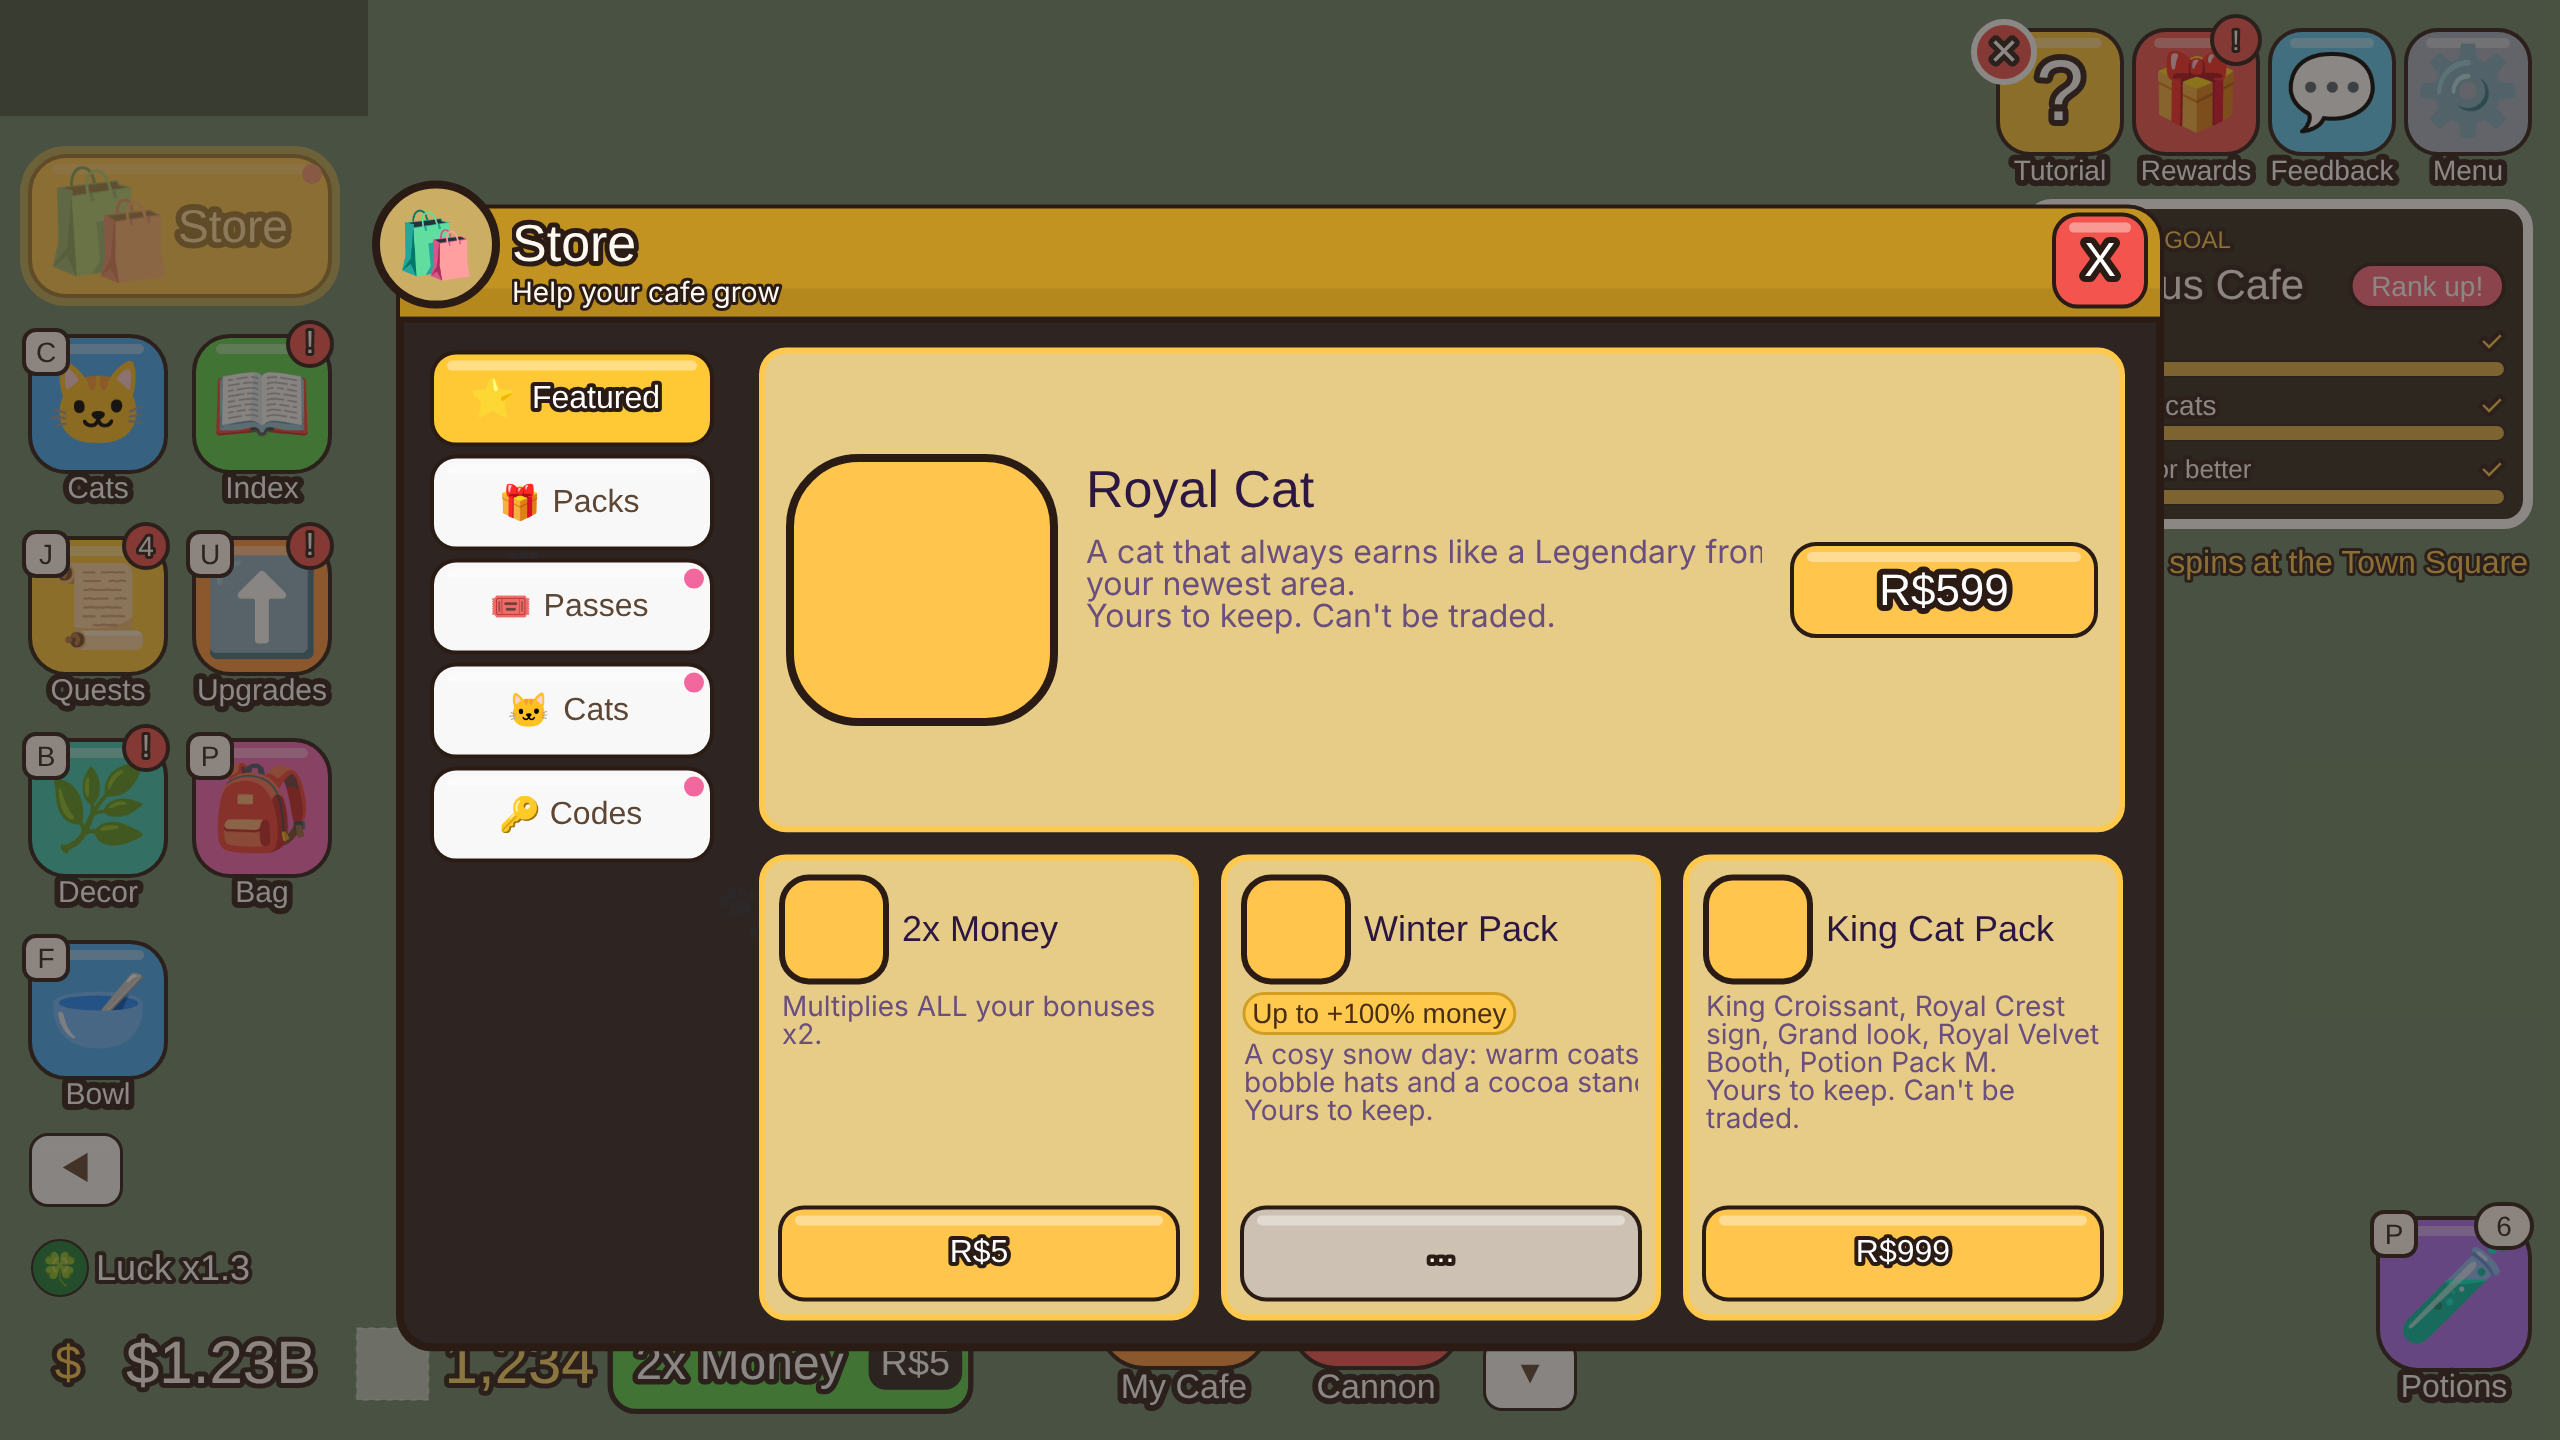 Store
C
Cats
!
Index
J
4
Quests
U
!
Upgrades
B
!
Decor
P
Bag
F
Bowl
Luck x1.3
$ $1.23B
1,234
2x Money R$5
My Cafe
Cannon
?
Tutorial
!
Rewards
Feedback
Menu
GOAL
us Cafe
Rank up!
cats
or better
spins at the Town Square
P
6
Potions
Store
Help your cafe grow
X
Featured
Packs
Passes
Cats
Codes
Royal Cat
A cat that always earns like a Legendary from
your newest area.
Yours to keep. Can't be traded.
R$599
2x Money
Multiplies ALL your bonuses
x2.
R$5
Winter Pack
Up to +100% money
A cosy snow day: warm coats
bobble hats and a cocoa stand
Yours to keep.
...
King Cat Pack
King Croissant, Royal Crest
sign, Grand look, Royal Velvet
Booth, Potion Pack M.
Yours to keep. Can't be
traded.
R$999